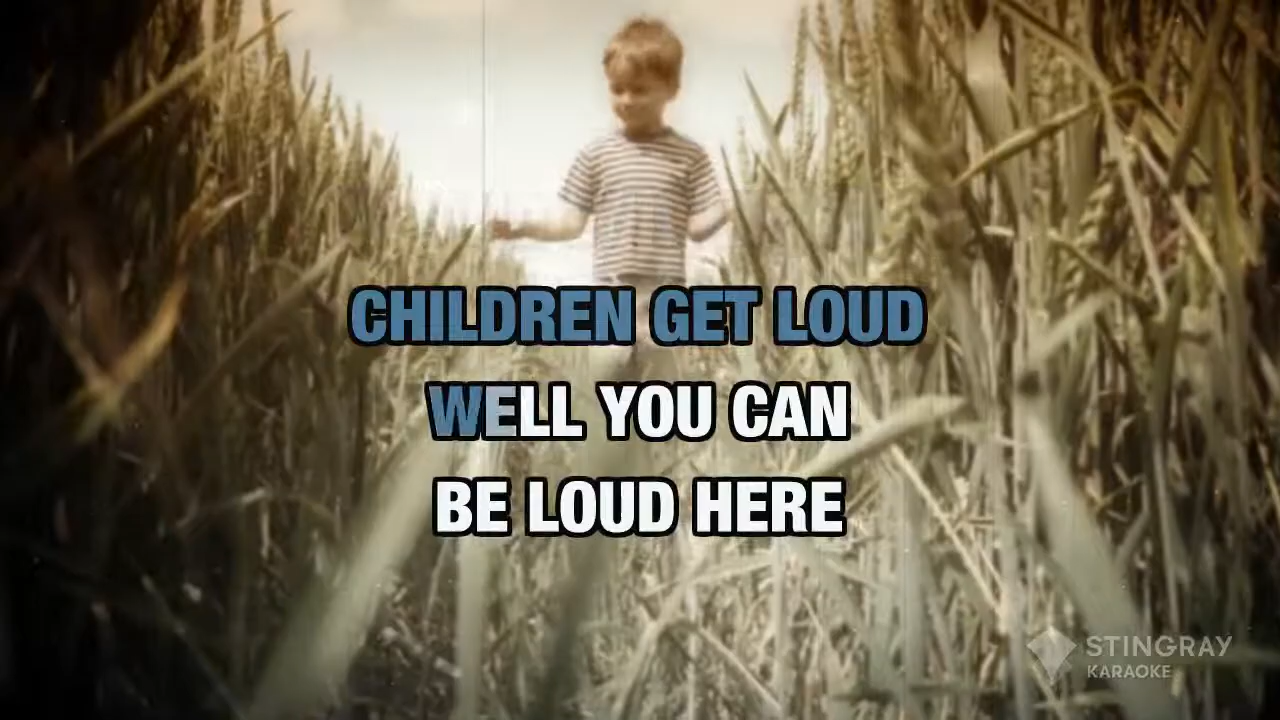 CHILDREN GET LOUD
WELL YOU CAN
BE LOUD HERE
STINGRAY
KARAOKE